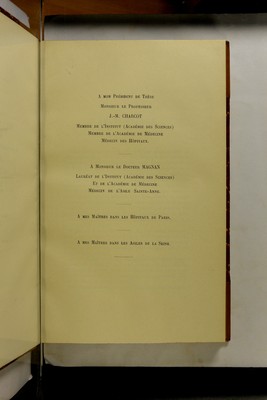 A MON PRÉSIDENT DE THÈSE
MONSIEUR LE PROFESSEUR
J.-M. CHARCOT
MEMBRE DE L'INSTITUT (ACADÉMIE DES SCIENCES)
MEMBRE DE L'ACADÉMIE DE MÉDECINE
MÉDECIN DES HÔPITAUX.
A MONSIEUR LE DOCTEUR MAGNAN
LAURÉAT DE L'INSTITUT (ACADÉMIE DES SCIENCES)
ET DE L'ACADÉMIE DE MÉDECINE
MÉDECIN DE L'ASILE SAINTE-ANNE.
A MES MAÎTRES DANS LES HÔPITAUX DE PARIS.
A MES MAÎTRES DANS LES ASILES DE LA SEINE